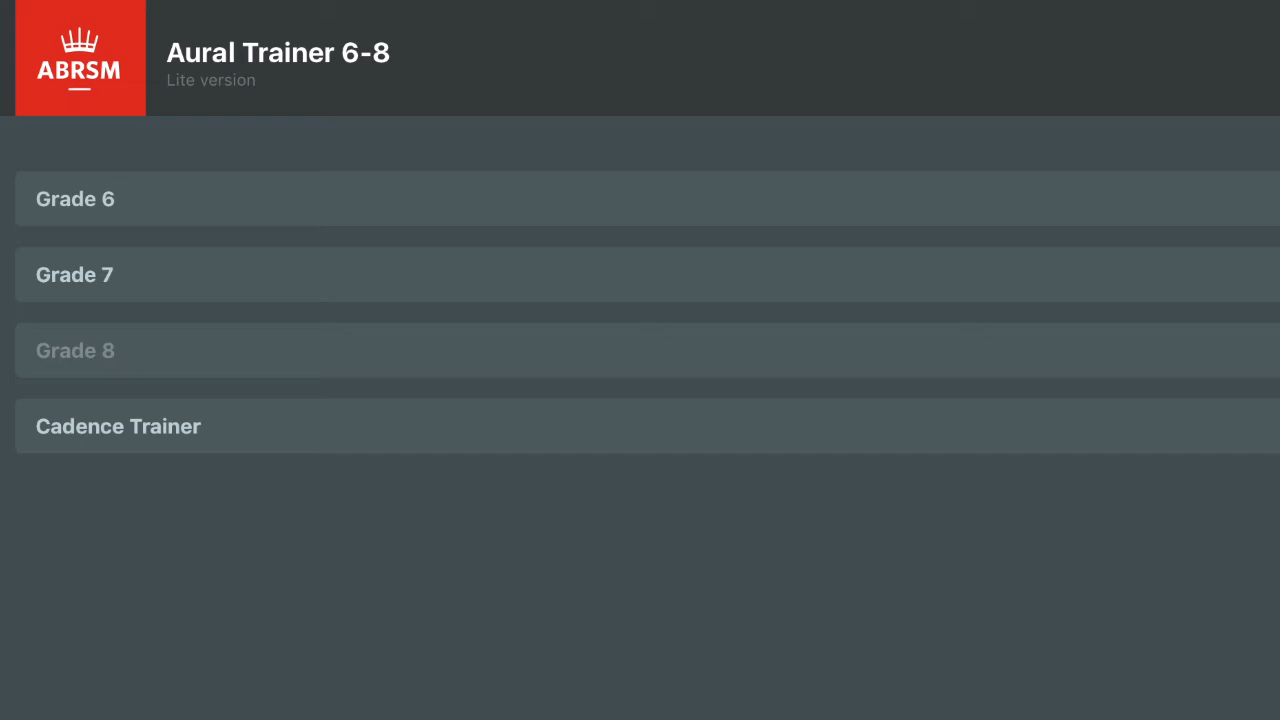 ABRSM
Aural Trainer 6-8
Lite version
Grade 6
Grade 7
Grade 8
Cadence Trainer